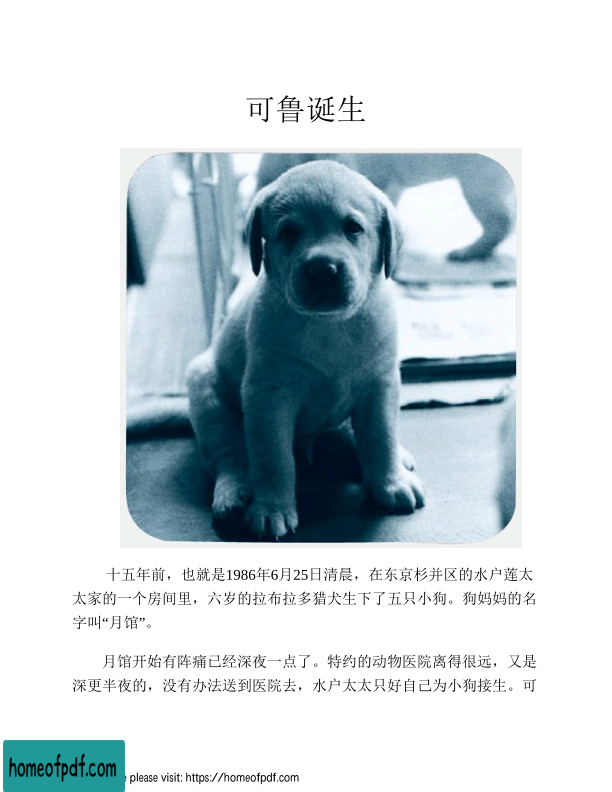 可鲁诞生
十五年前，也就是1986年6月25日清晨，在东京杉并区的水户莲太
太家的一个房间里，六岁的拉布拉多猎犬生下了五只小狗。狗妈妈的名
字叫“月馆”。
月馆开始有阵痛已经深夜一点了。特约的动物医院离得很远，又是
深更半夜的，没有办法送到医院去，水户太太只好自己为小狗接生。可
homeofpdf.com
e please visit: https://homeofpdf.com